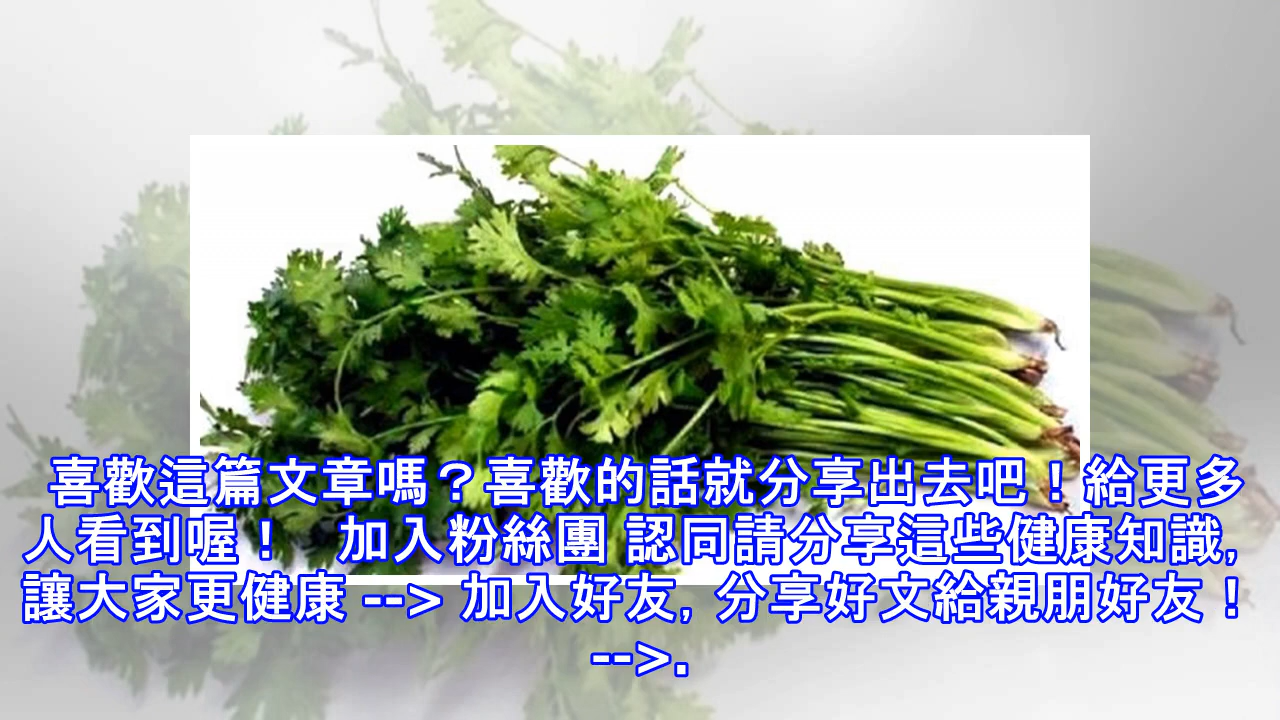 喜歡這篇文章嗎？喜歡的話就分享出去吧！給更多
人看到喔！　加入粉絲團 認同請分享這些健康知識,
讓大家更健康 --> 加入好友, 分享好文給親朋好友！
-->.